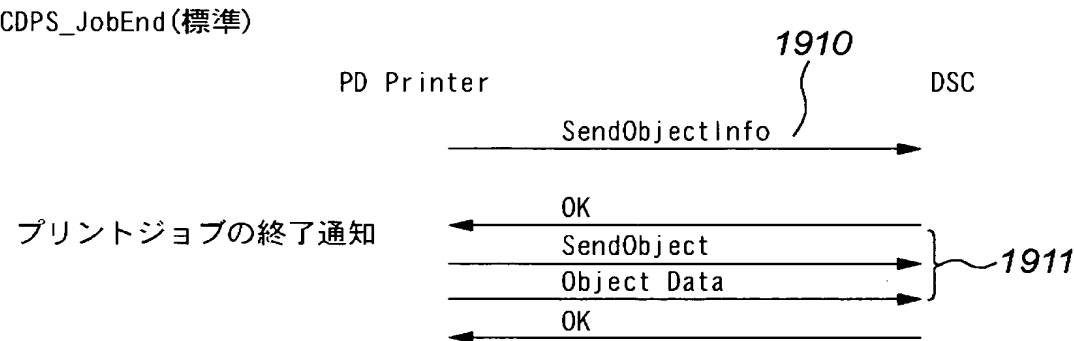 CDPS_JobEnd(標準)
1910
PD Printer DSC
SendObjectInfo
OK
プリントジョブの終了通知
SendObject
1911
Object Data
OK